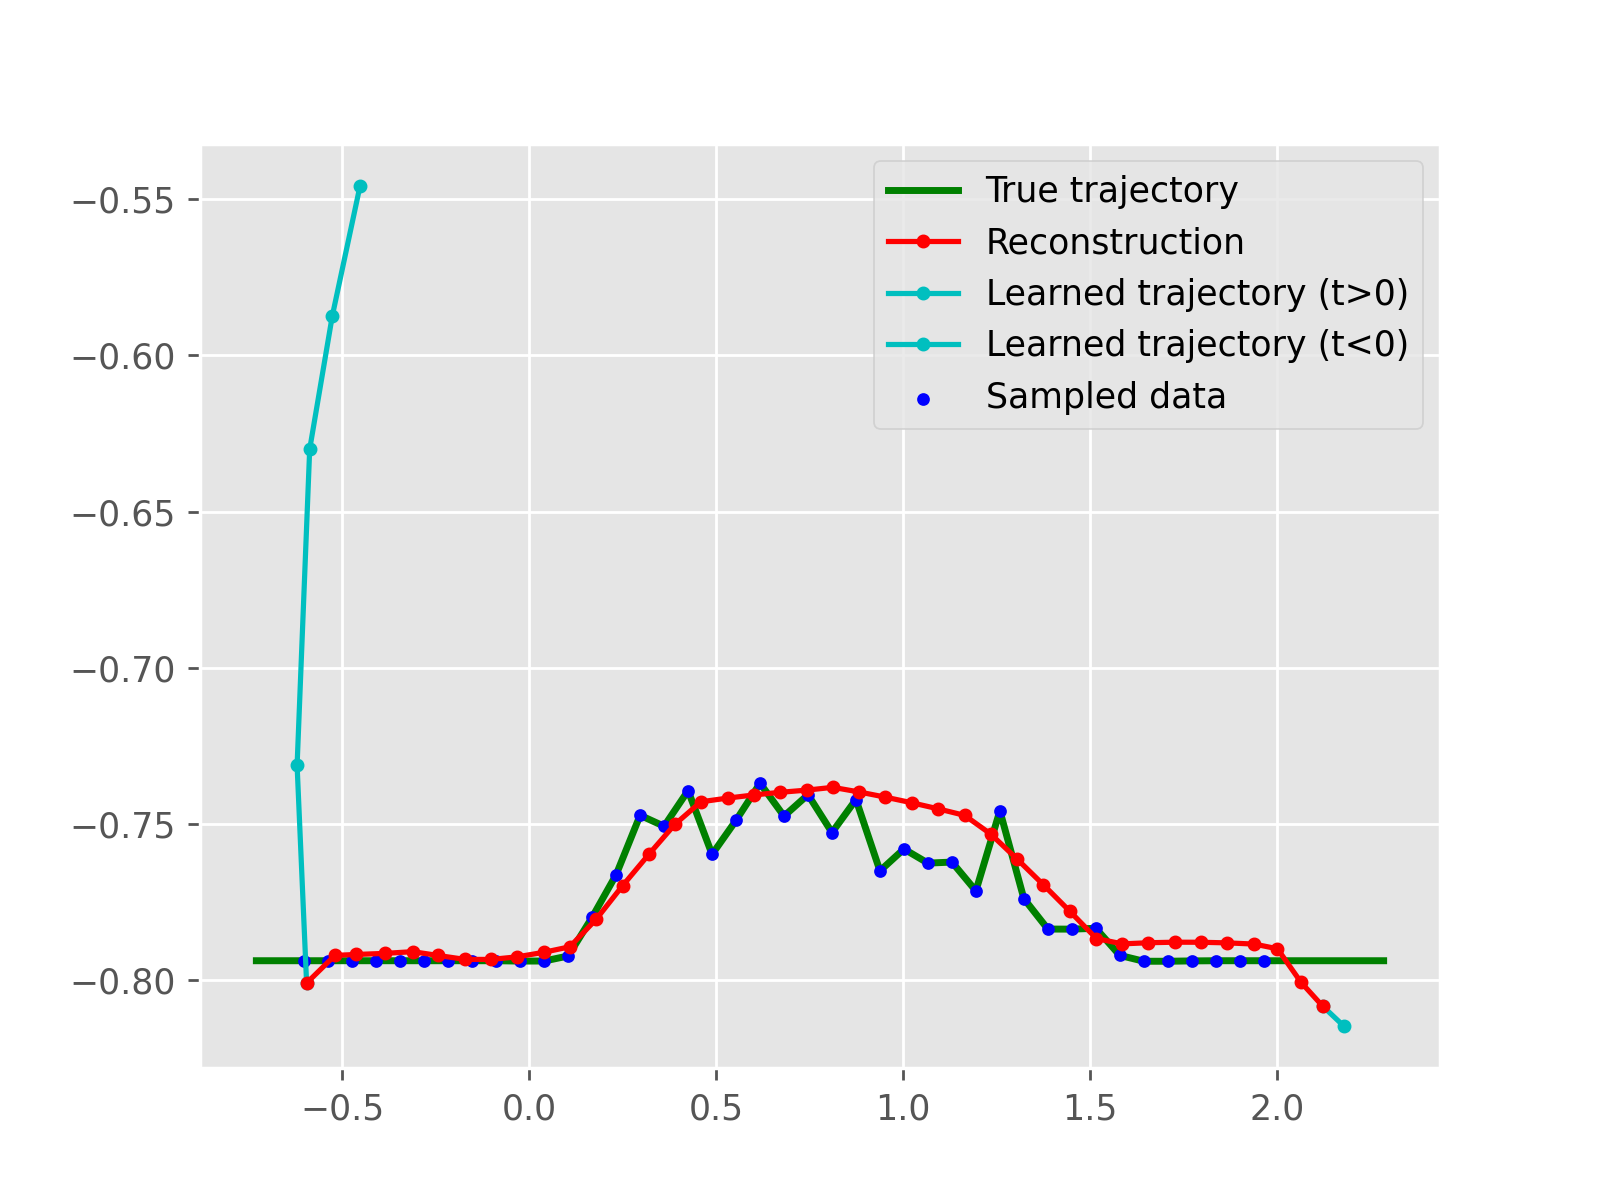 −0.55
−0.60
−0.65
−0.70
−0.75
−0.80
−0.5
0.0
0.5
1.0
1.5
2.0
True trajectory
Reconstruction
Learned trajectory (t>0)
Learned trajectory (t<0)
Sampled data